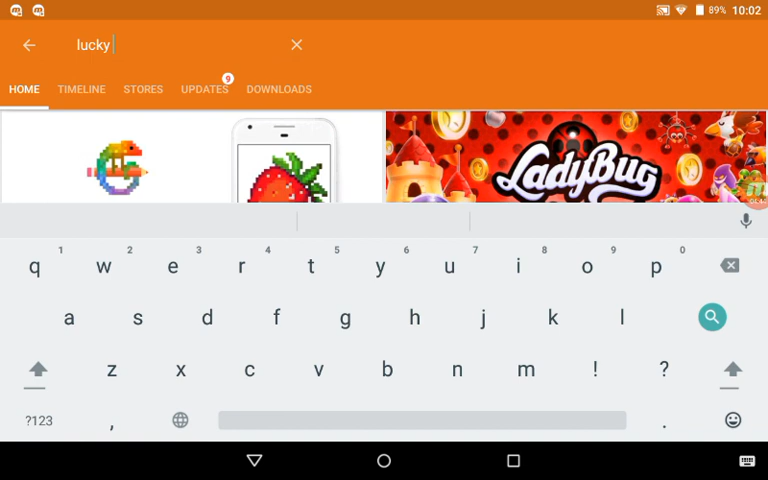 89% 10:02
lucky
HOME TIMELINE STORES UPDATES 9 DOWNLOADS
LadyBug
1 2 3 4 5 6 7 8 9 0
q w e r t y u i o p
a s d f g h j k l
z x c v b n m ! ?
?123 , .